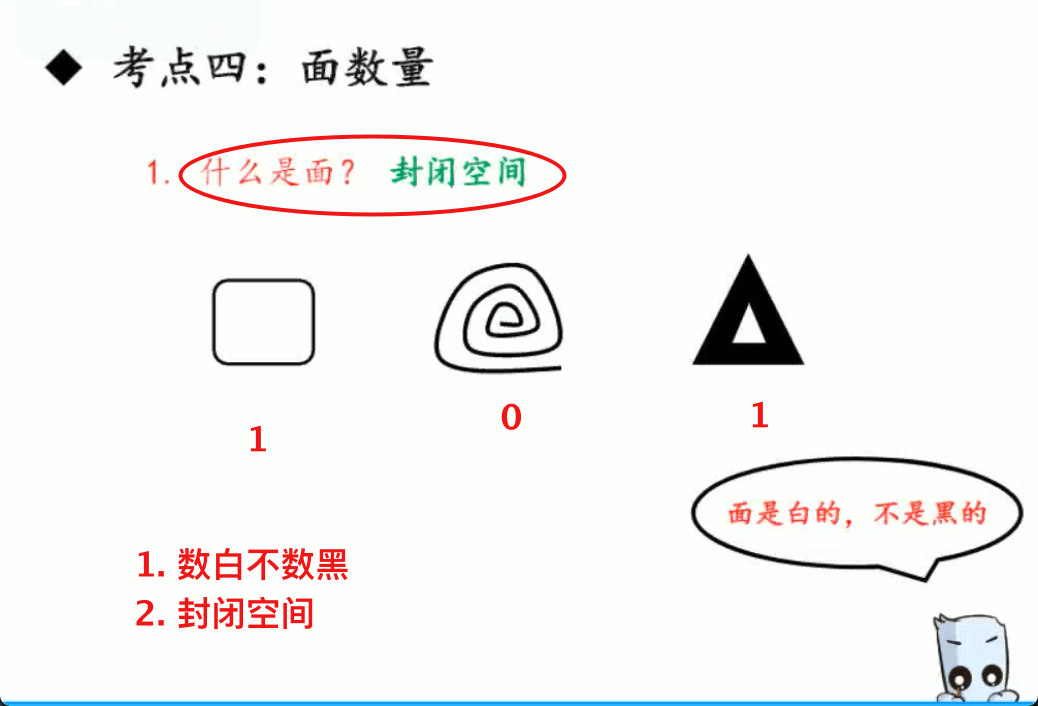 ◆ 考点四：面数量
1. 什么是面？ 封闭空间
1
0
1
面是白的，不是黑的
1. 数白不数黑
2. 封闭空间